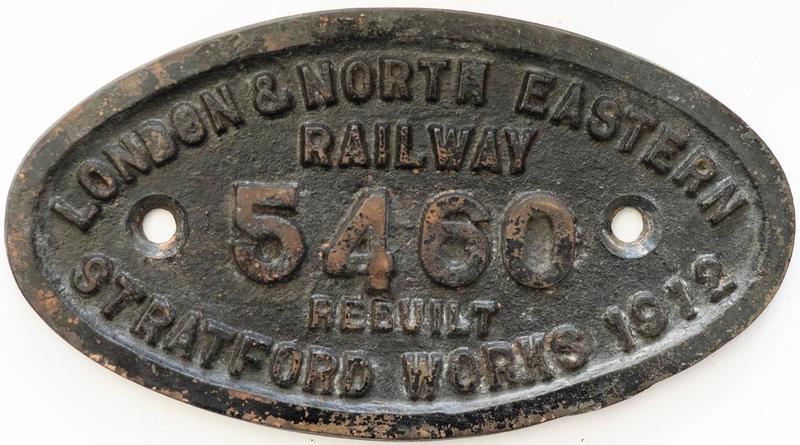 LONDON & NORTH EASTERN
RAILWAY
5460
REBUILT
STRATFORD WORKS 1912